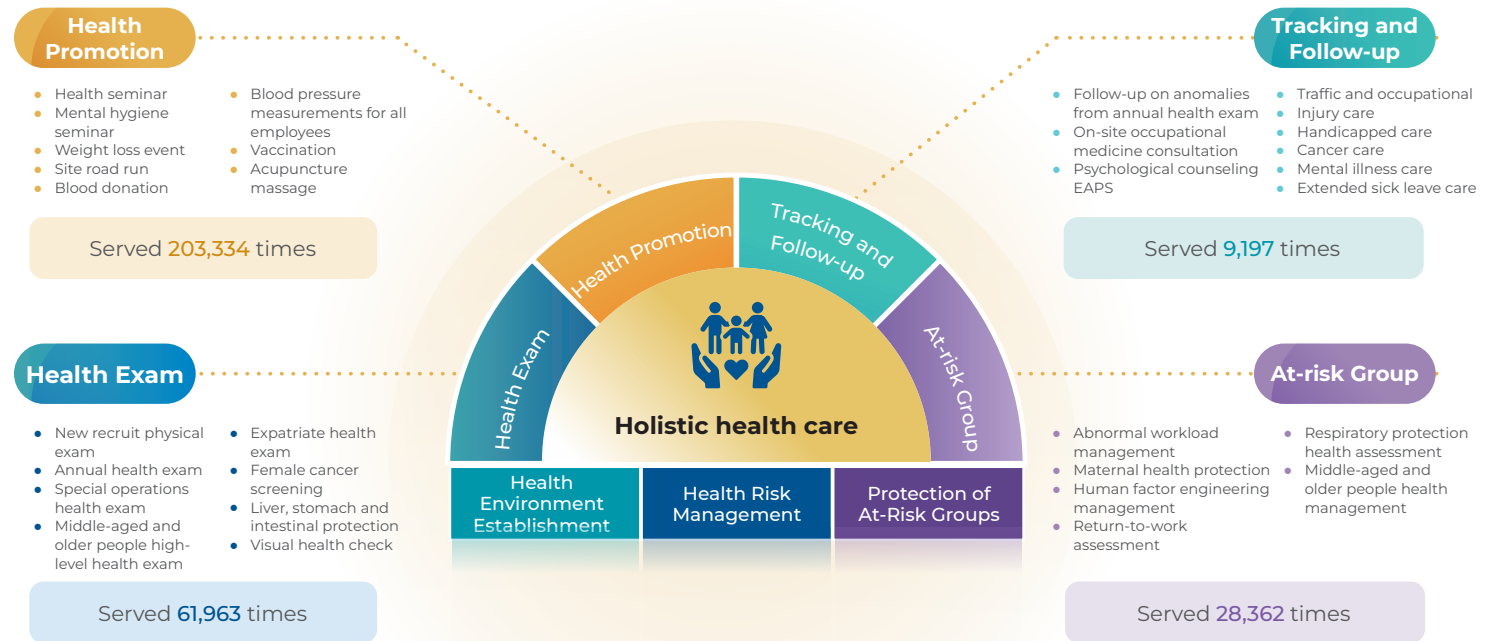 Health
Promotion
Health seminar
Mental hygiene
seminar
Weight loss event
Site road run
Blood donation
Blood pressure
measurements for all
employees
Vaccination
Acupuncture
massage
Served 203,334 times
Tracking and
Follow-up
Follow-up on anomalies
from annual health exam
On-site occupational
medicine consultation
Psychological counseling
EAPS
Traffic and occupational
Injury care
Handicapped care
Cancer care
Mental illness care
Extended sick leave care
Served 9,197 times
Health Exam
Health Promotion
Tracking and
Follow-up
At-risk Group
Holistic health care
Health
Environment
Establishment
Health Risk
Management
Protection of
At-Risk Groups
Health Exam
New recruit physical
exam
Annual health exam
Special operations
health exam
Middle-aged and
older people high-
level health exam
Expatriate health
exam
Female cancer
screening
Liver, stomach and
intestinal protection
Visual health check
Served 61,963 times
At-risk Group
Abnormal workload
management
Maternal health protection
Human factor engineering
management
Return-to-work
assessment
Respiratory protection
health assessment
Middle-aged and
older people health
management
Served 28,362 times